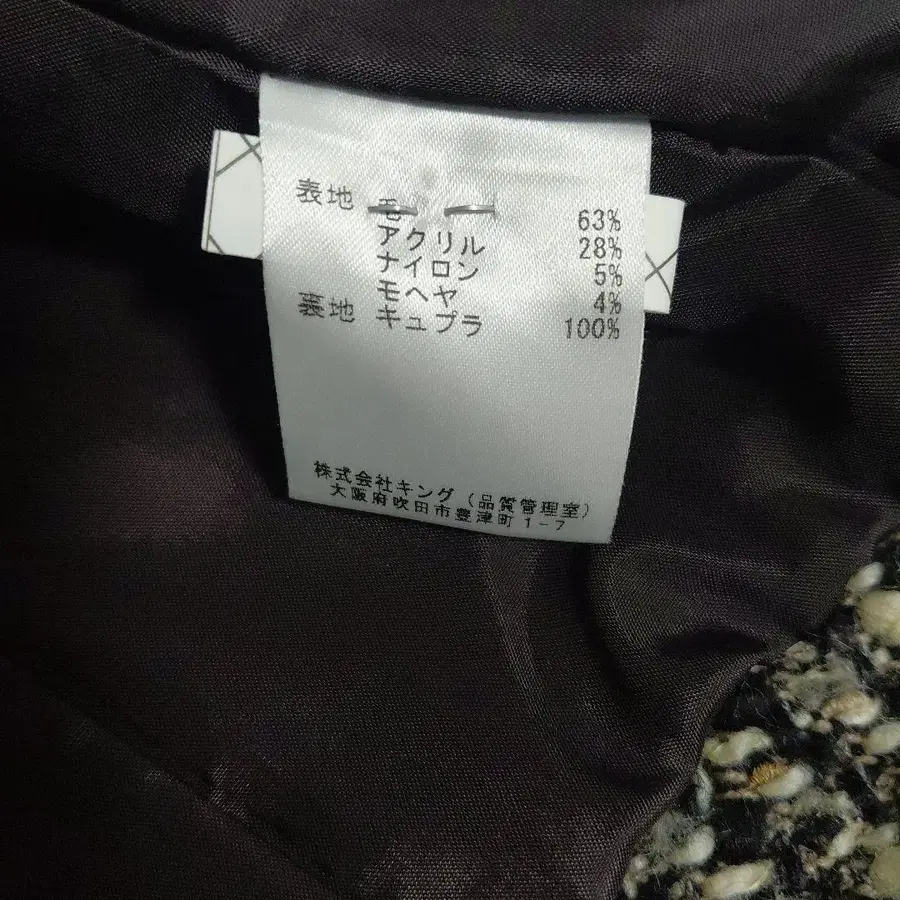 表地 毛 63%
アクリル 28%
ナイロン 5%
モヘヤ 4%
裏地 キュプラ 100%
株式会社キング(品質管理室)
大阪府吹田市豊津町1-7